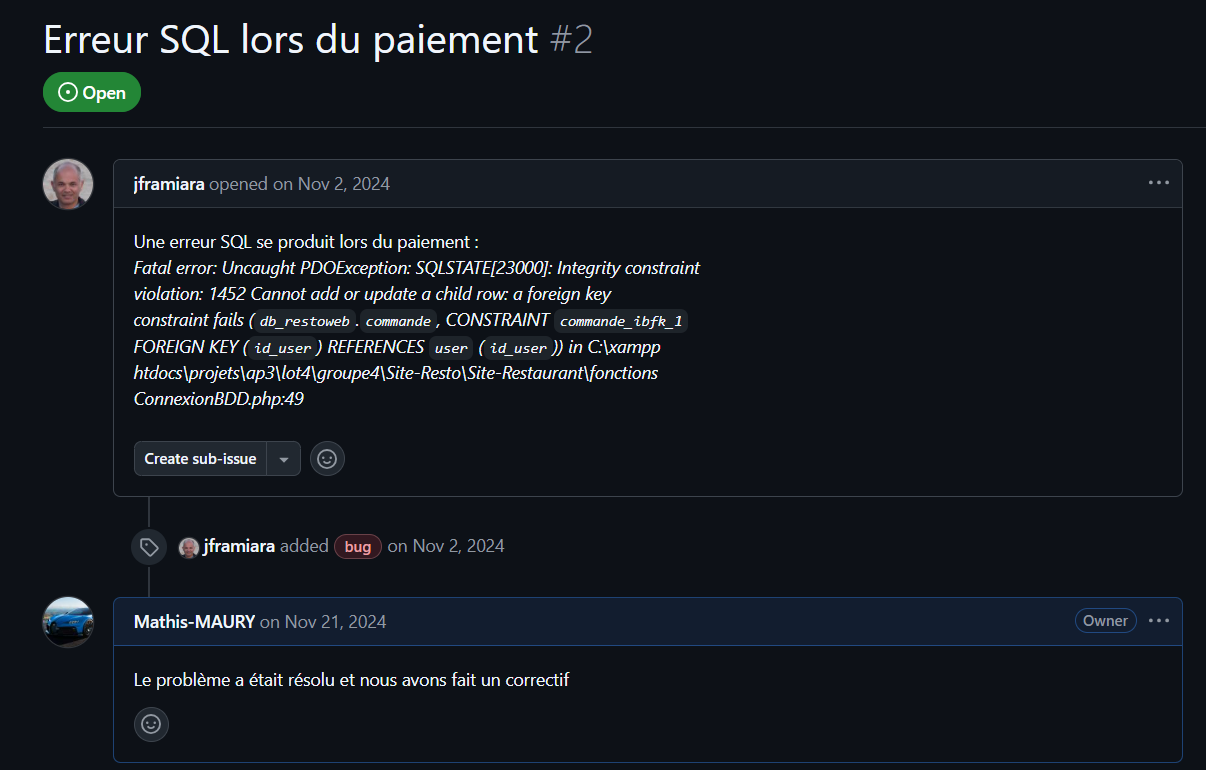 Erreur SQL lors du paiement #2
Open
jframiara opened on Nov 2, 2024
Une erreur SQL se produit lors du paiement :
Fatal error: Uncaught PDOException: SQLSTATE[23000]: Integrity constraint
violation: 1452 Cannot add or update a child row: a foreign key
constraint fails (db_restoweb.commande, CONSTRAINT commande_ibfk_1
FOREIGN KEY (id_user) REFERENCES user (id_user)) in C:\xampp
htdocs\projets\ap3\lot4\groupe4\Site-Resto\Site-Restaurant\fonctions
ConnexionBDD.php:49
Create sub-issue
jframiara added bug on Nov 2, 2024
Mathis-MAURY on Nov 21, 2024 Owner
Le problème a était résolu et nous avons fait un correctif